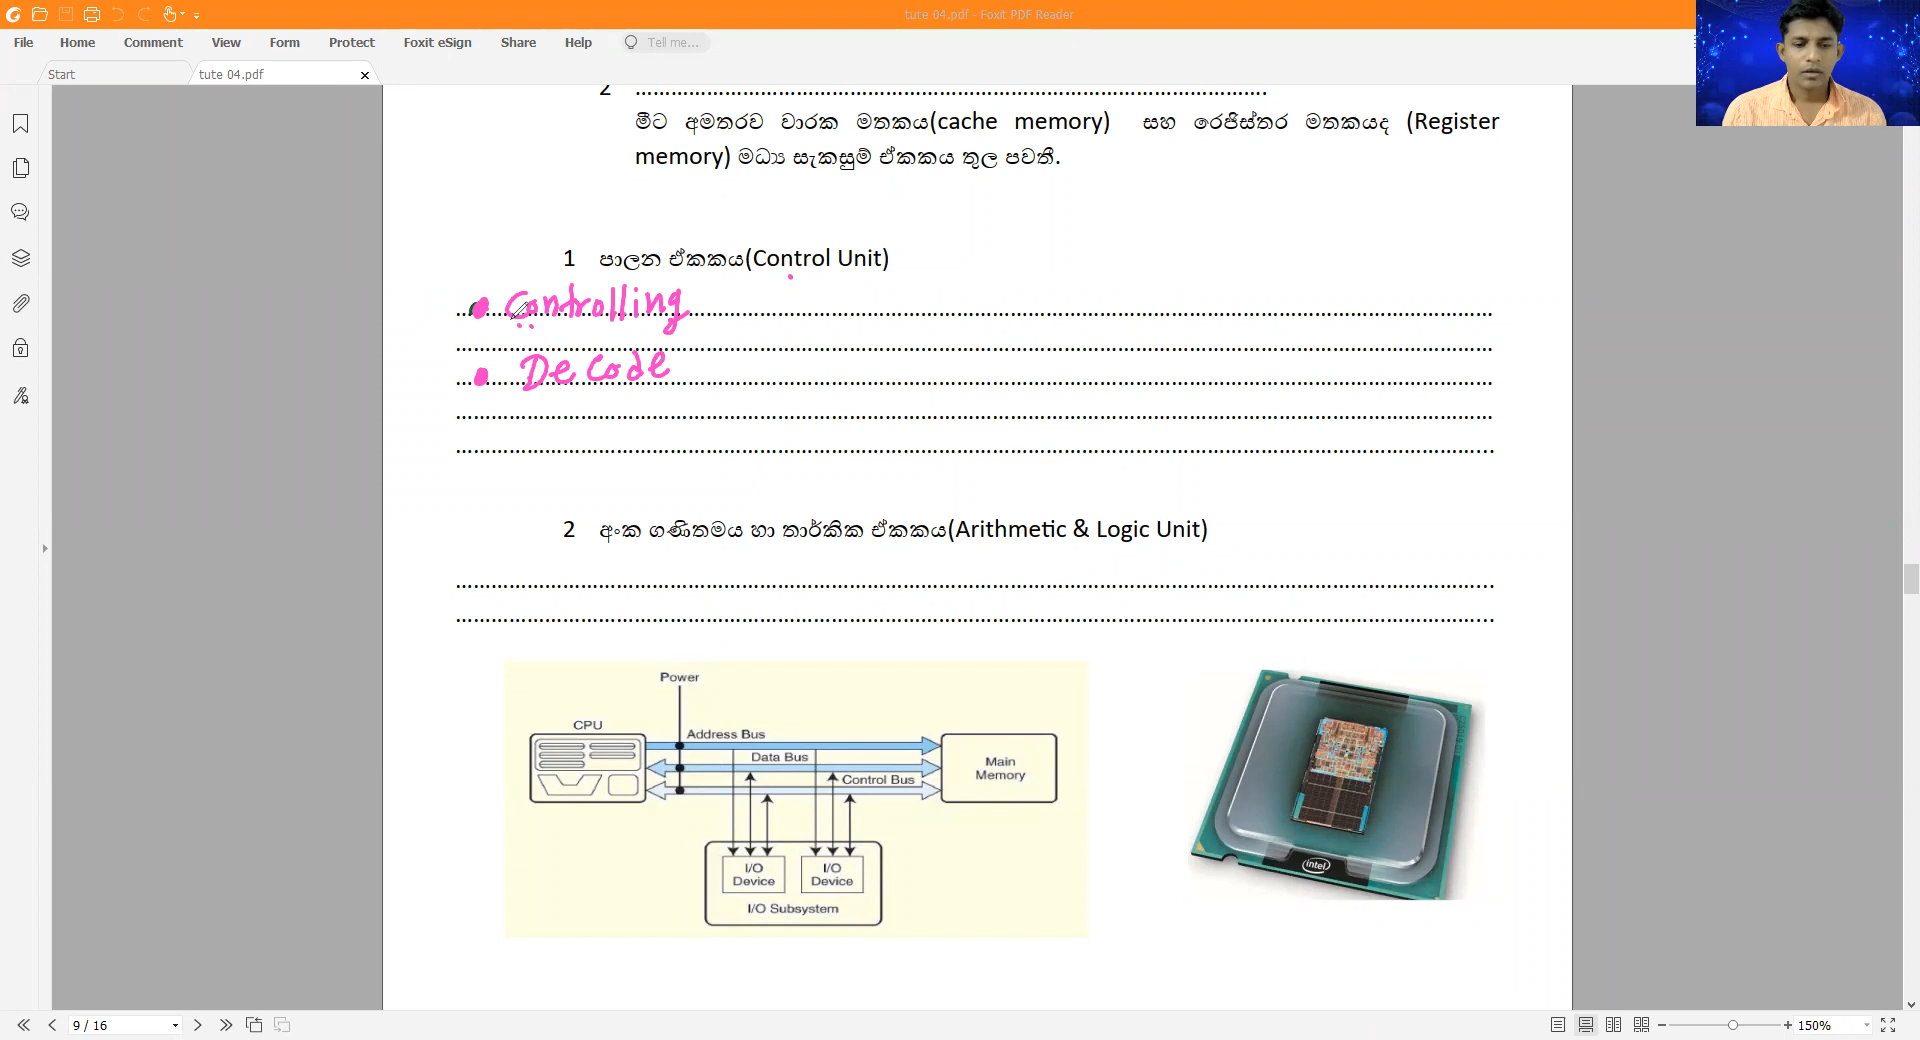 tute 04.pdf - Foxit PDF Reader
File Home Comment View Form Protect Foxit eSign Share Help Tell me...
Start tute 04.pdf
2 ........................................................................................................
මීට අමතරව වාරක මතකය(cache memory) සහ රෙජිස්තර මතකයද (Register
memory) මධ්‍ය සැකසුම් ඒකකය තුල පවතී.
1 පාලන ඒකකය(Control Unit)
Controlling
Decode
2 අංක ගණිතමය හා තාර්කික ඒකකය(Arithmetic & Logic Unit)
Power
CPU
Address Bus
Data Bus
Control Bus
Main
Memory
I/O
Device
I/O
Device
I/O Subsystem
intel
9 / 16
150%